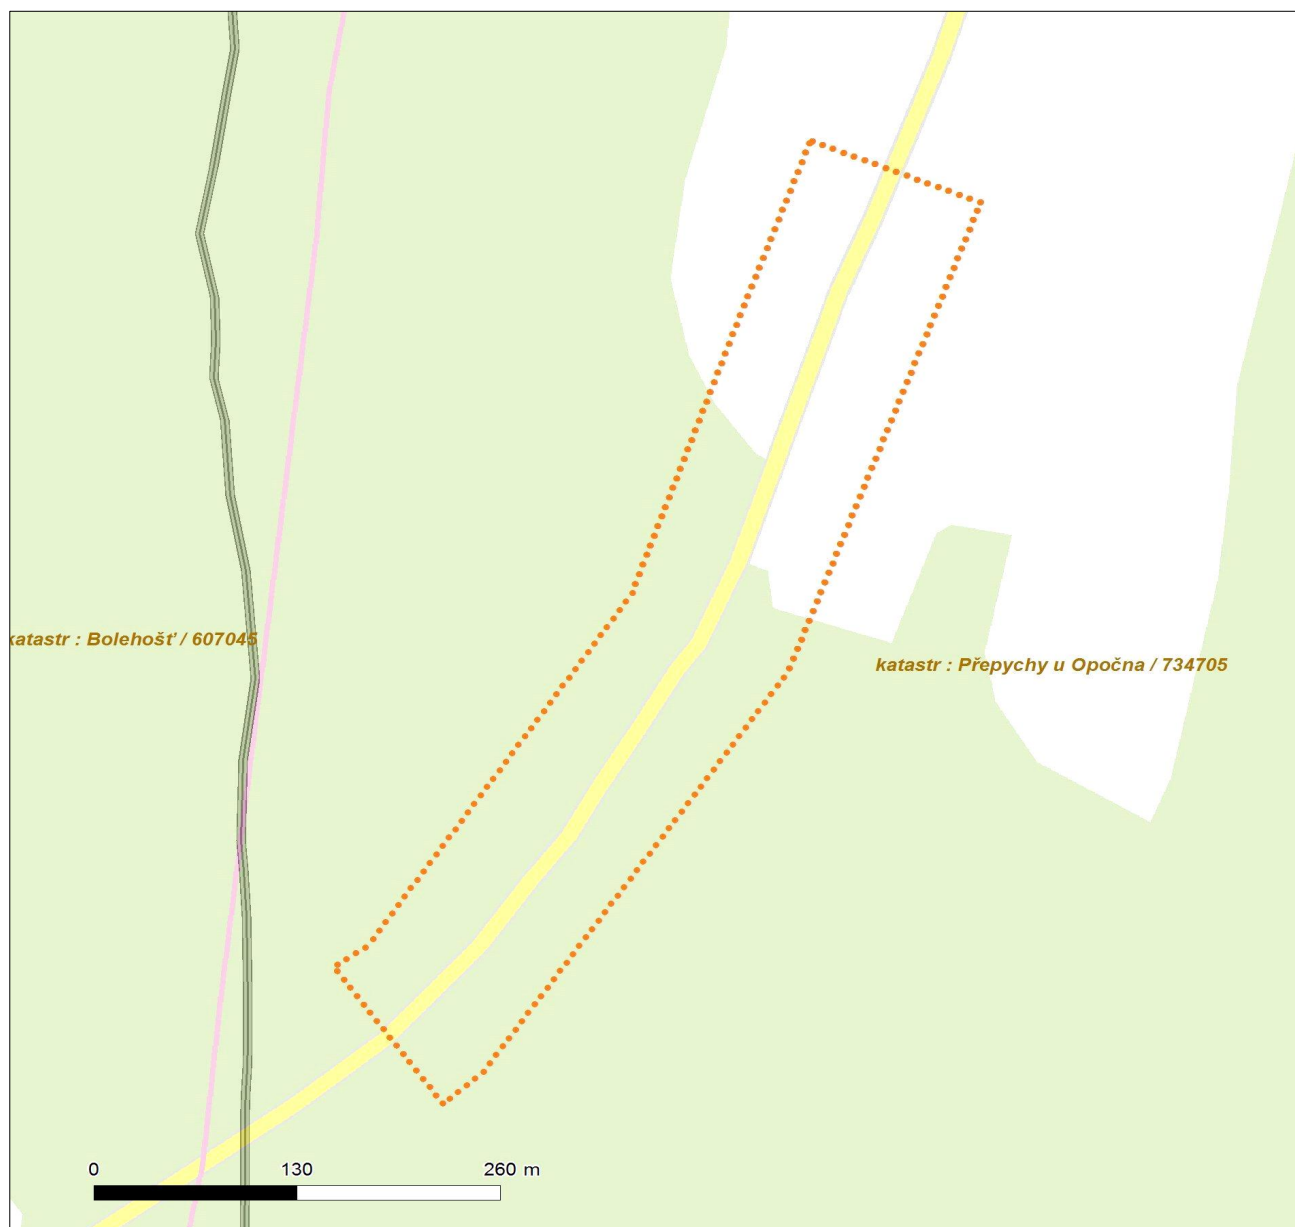 katastr : Bolehošť / 607045
katastr : Přepychy u Opočna / 734705
0 130 260 m